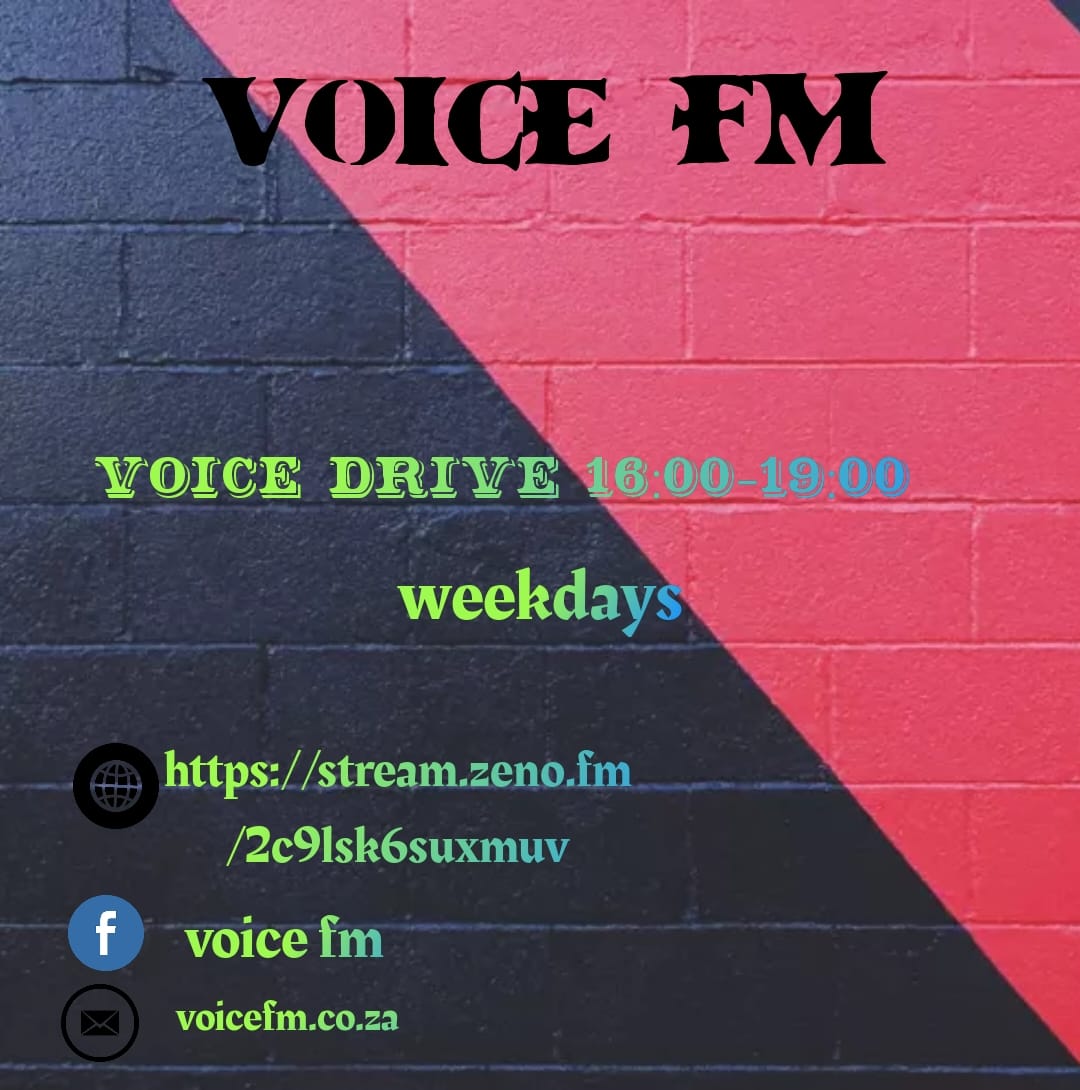 VOICE FM
VOICE DRIVE 16:00-19:00
weekdays
https://stream.zeno.fm
/2c9lsk6suxmuv
f
voice fm
voicefm.co.za